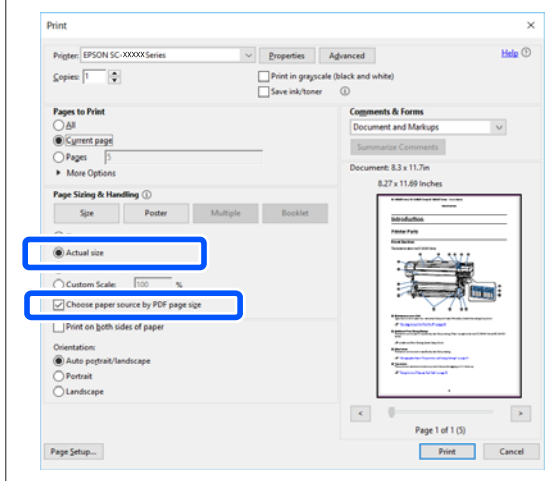 Print
Printer: EPSON SC-XXXXX Series
Properties
Advanced
Help
Copies: 1
Print in grayscale (black and white)
Save ink/toner
Pages to Print
All
Current page
Pages 5
More Options
Page Sizing & Handling
Size
Poster
Multiple
Booklet
Actual size
Custom Scale: 100 %
Choose paper source by PDF page size
Print on both sides of paper
Orientation:
Auto portrait/landscape
Portrait
Landscape
Comments & Forms
Document and Markups
Summarize Comments
Document: 8.3 x 11.7in
8.27 x 11.69 Inches
Introduction
Printer Parts
<
>
Page 1 of 1 (5)
Page Setup...
Print
Cancel